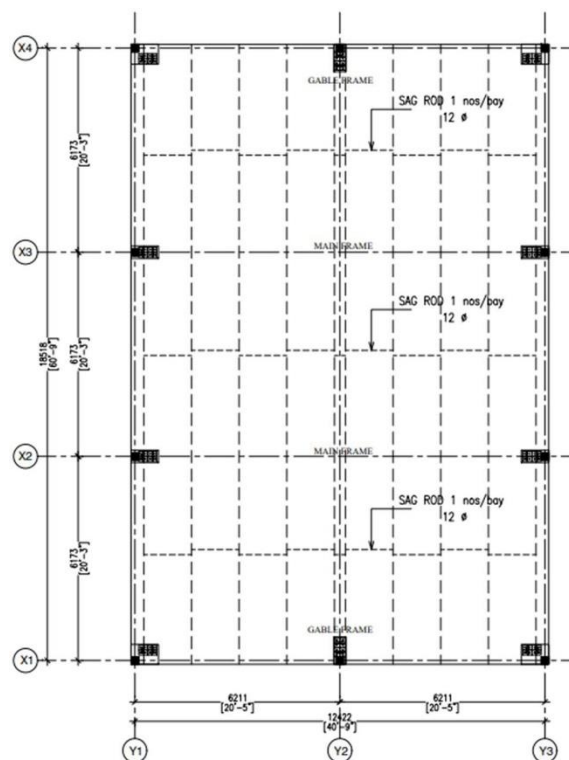 X4
GABLE FRAME
SAG ROD 1 nos/bay
12 ø
6173
[20'-3"]
X3
MAIN FRAME
SAG ROD 1 nos/bay
12 ø
18518
[60'-9"]
6173
[20'-3"]
X2
MAIN FRAME
SAG ROD 1 nos/bay
12 ø
6173
[20'-3"]
GABLE FRAME
X1
6211
[20'-5"]
6211
[20'-5"]
12422
[40'-9"]
Y1
Y2
Y3